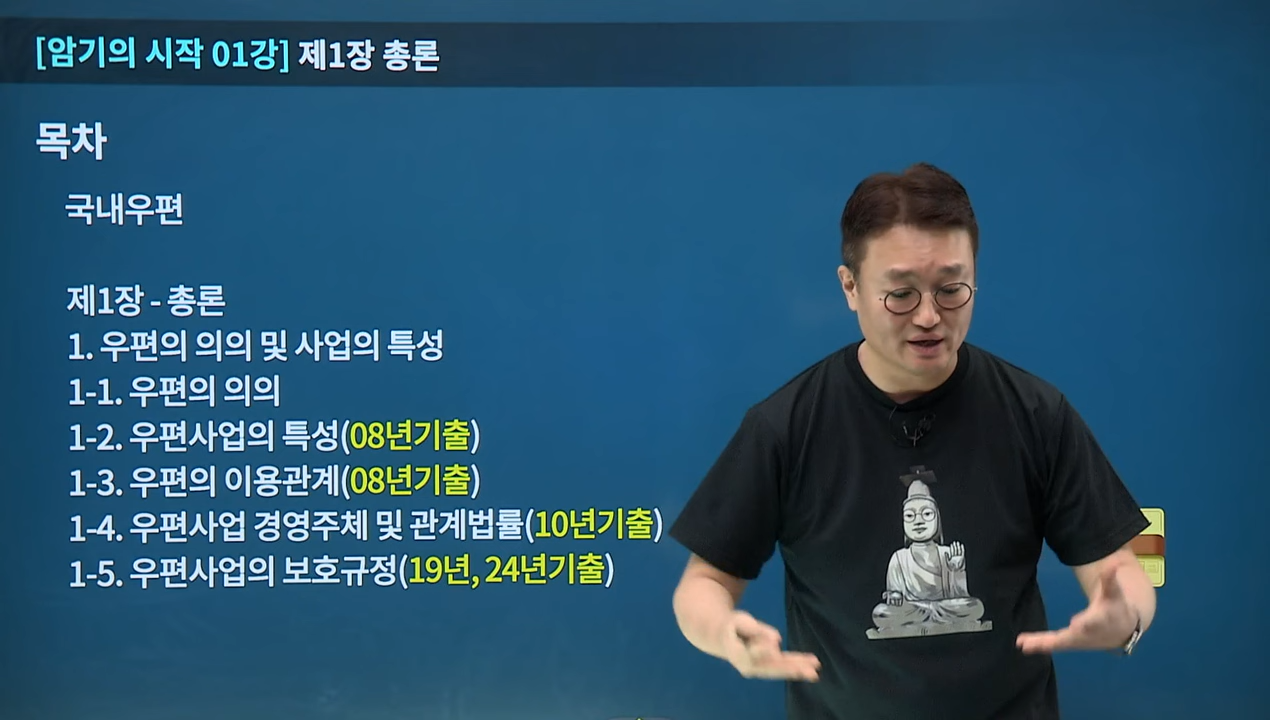 [암기의 시작 01강] 제1장 총론
목차
국내우편
제1장 - 총론
1. 우편의 의의 및 사업의 특성
1-1. 우편의 의의
1-2. 우편사업의 특성(08년기출)
1-3. 우편의 이용관계(08년기출)
1-4. 우편사업 경영주체 및 관계법률(10년기출)
1-5. 우편사업의 보호규정(19년, 24년기출)